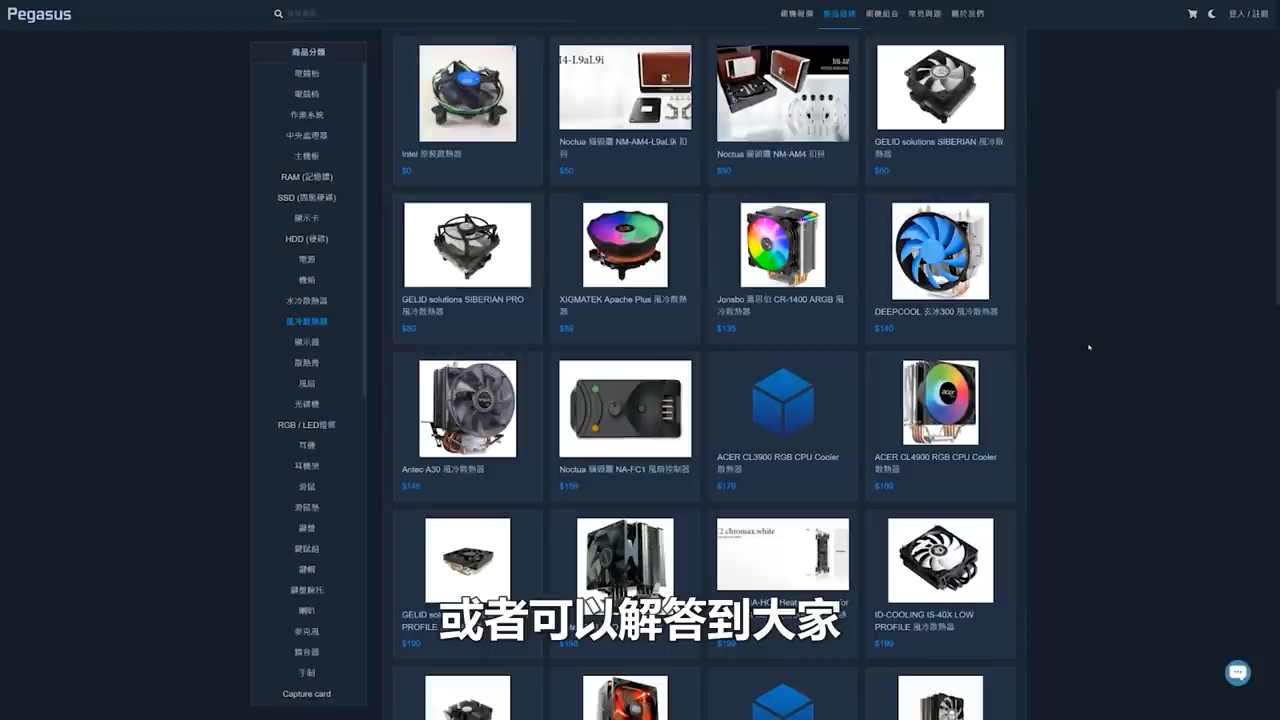 Pegasus
砌機報價
散裝硬件
砌機組合
常見問題
關於我們
登入 / 註冊
商品分類
電競枱
電競椅
作業系統
中央處理器
主機板
RAM (記憶體)
SSD (固態硬碟)
顯示卡
HDD (硬碟)
電源
機箱
水冷散熱器
風冷散熱器
顯示器
散熱膏
風扇
光碟機
RGB / LED燈條
耳機
耳機架
滑鼠
滑鼠墊
鍵盤
鍵鼠組
鍵帽
鍵盤腕托
喇叭
麥克風
擴音器
手制
Capture card
Intel 原裝散熱器
$0
Noctua 貓頭鷹 NM-AM4-L9aL9i 扣
具
$50
Noctua 貓頭鷹 NM-AM4 扣具
$50
GELID solutions SIBERIAN 風冷散
熱器
$60
GELID solutions SIBERIAN PRO
風冷散熱器
$80
XIGMATEK Apache Plus 風冷散熱
器
$89
Jonsbo 喬思伯 CR-1400 ARGB 風
冷散熱器
$135
DEEPCOOL 玄冰300 風冷散熱器
$140
Antec A30 風冷散熱器
$148
Noctua 貓頭鷹 NA-FC1 風扇控制器
$159
ACER CL3900 RGB CPU Cooler
散熱器
$179
ACER CL4900 RGB CPU Cooler
散熱器
$189
GELID
PROFILE
$190
$198
chromax.white
$199
ID-COOLING IS-40X LOW
PROFILE 風冷散熱器
$199
或者可以解答到大家